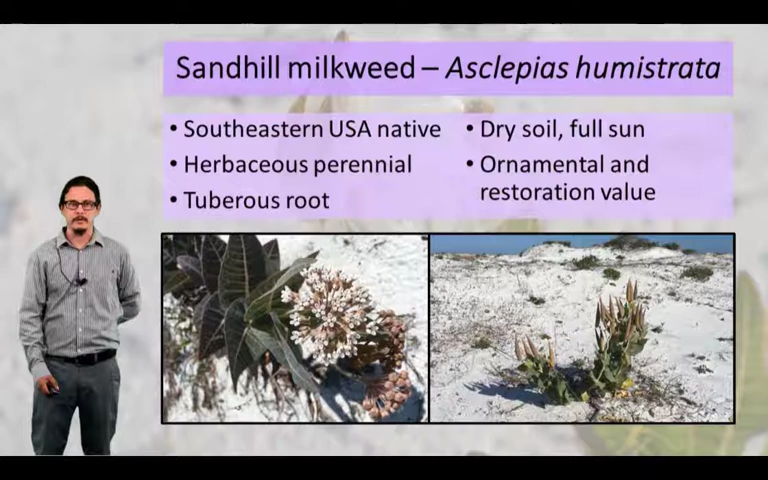 Sandhill milkweed – Asclepias humistrata
• Southeastern USA native
• Herbaceous perennial
• Tuberous root
• Dry soil, full sun
• Ornamental and
restoration value